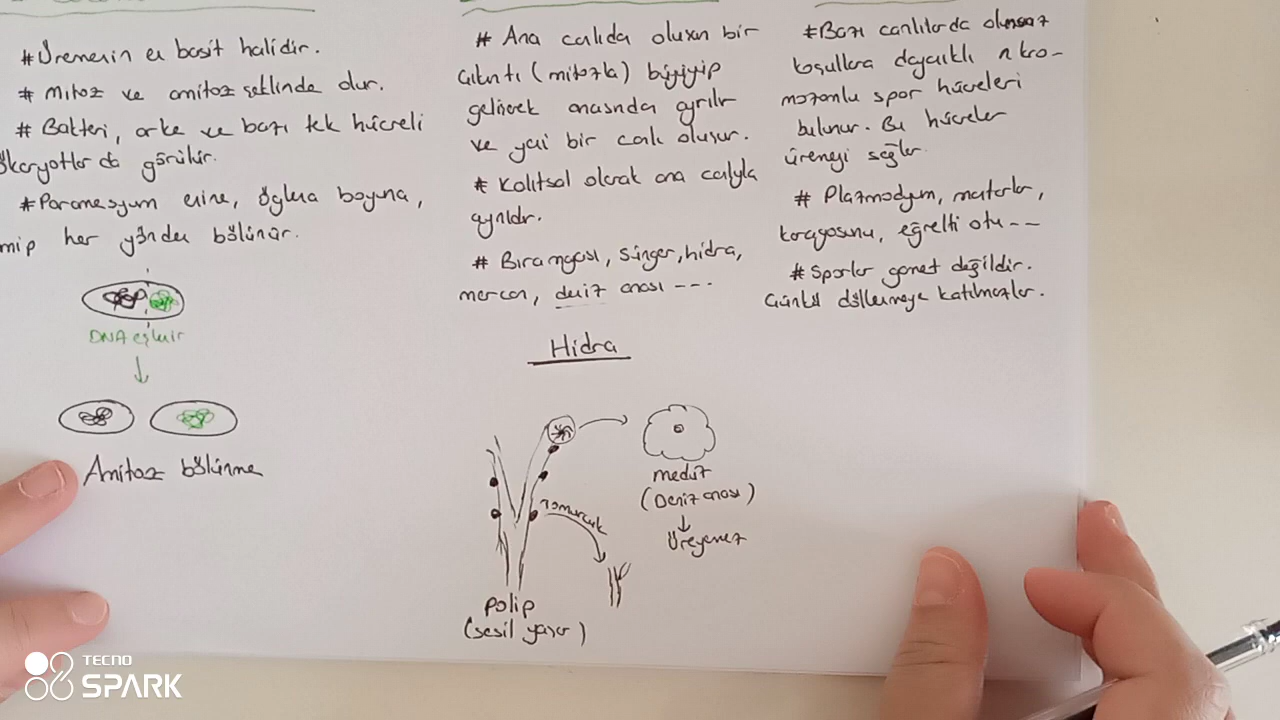 #Üremenin en basit halidir.
# Mitoz ve amitoz şeklinde olur.
# Bakteri, arke ve bazı tek hücreli
ökaryotlarda görülür.
#Paramesyum enine, öglena boyuna,
mip her yönden bölünür.
DNA eşlenir
Amitoz bölünme
# Ana canlıda oluşan bir
çıkıntı (mitozla) büyüyüp
gelişerek anasından ayrılır
ve yeni bir canlı oluşur.
# Kolitsal olarak ana canlıyla
aynıdır.
# Bira mayası, sünger, hidra,
mercan, deniz anası ---
Hidra
Tomurcuk
medüz
(Deniz anası)
Üreyemez
Polip
(sesil yaşar)
#Bazı canlılarda olumsuz
koşullara dayanıklı n kro-
mozomlu spor hücreleri
bulunur. Bu hücreler
üremeyi sağlar.
# Plazmodyum, mantarlar,
karayosunu, eğrelti otu ---
# Sporlar gamet değildir.
Çünkü döllenmeye katılmazlar.
TECNO
SPARK